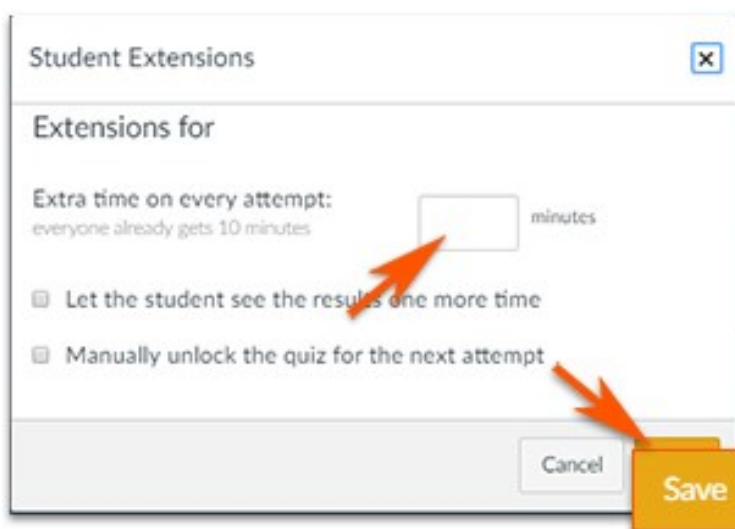 Student Extensions
Extensions for
Extra time on every attempt:
everyone already gets 10 minutes
minutes
Let the student see the results one more time
Manually unlock the quiz for the next attempt
Cancel
Save